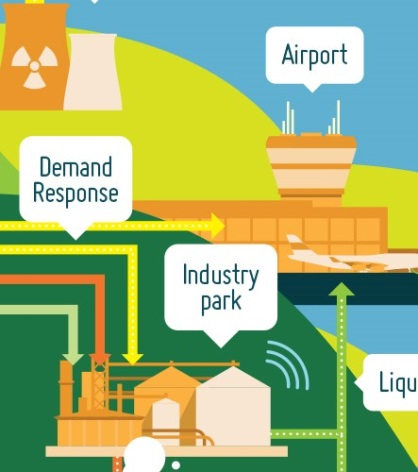 Airport
Demand
Response
Industry
park
Liqu